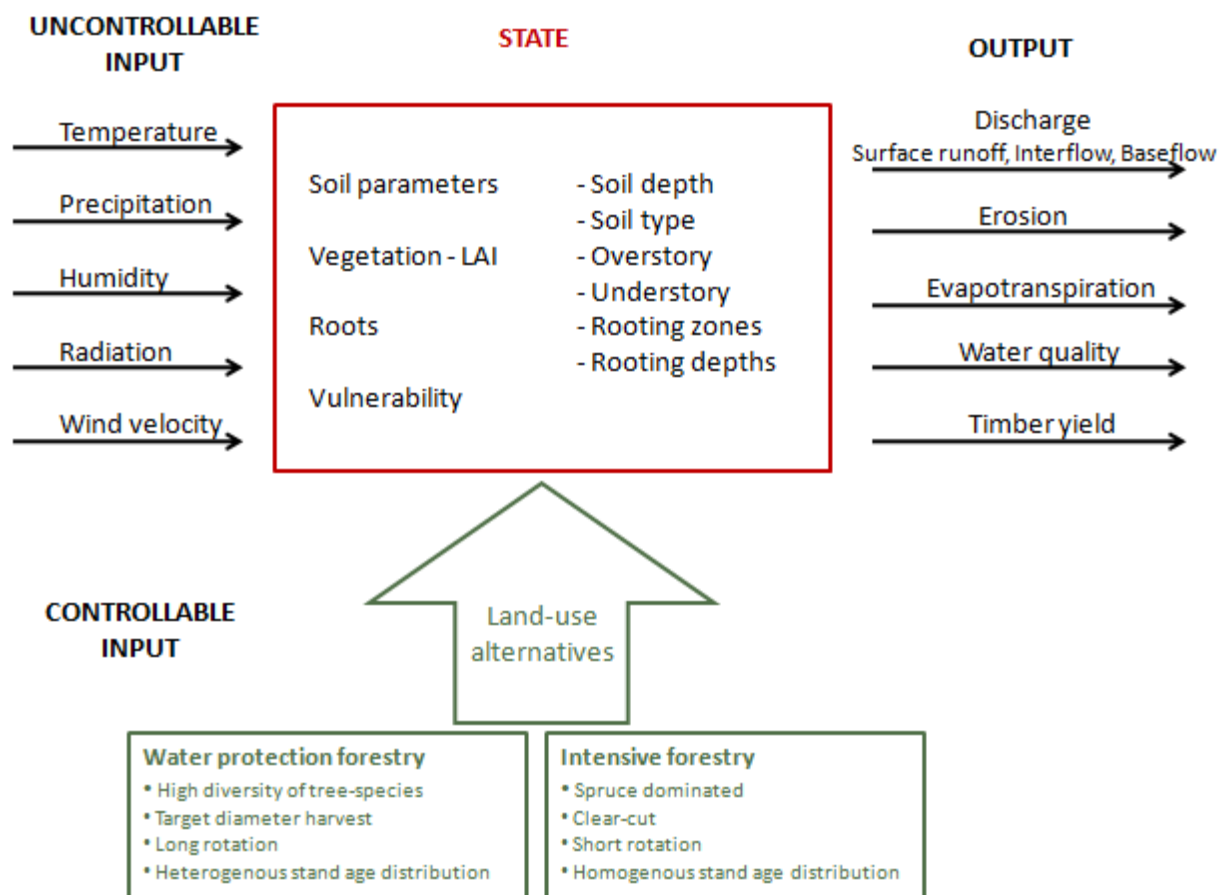 UNCONTROLLABLE
INPUT
STATE
OUTPUT
Temperature
Precipitation
Humidity
Radiation
Wind velocity
Soil parameters - Soil depth
- Soil type
Vegetation - LAI - Overstory
- Understory
Roots - Rooting zones
- Rooting depths
Vulnerability
Discharge
Surface runoff, Interflow, Baseflow
Erosion
Evapotranspiration
Water quality
Timber yield
CONTROLLABLE
INPUT
Land-use
alternatives
Water protection forestry
• High diversity of tree-species
• Target diameter harvest
• Long rotation
• Heterogenous stand age distribution
Intensive forestry
• Spruce dominated
• Clear-cut
• Short rotation
• Homogenous stand age distribution